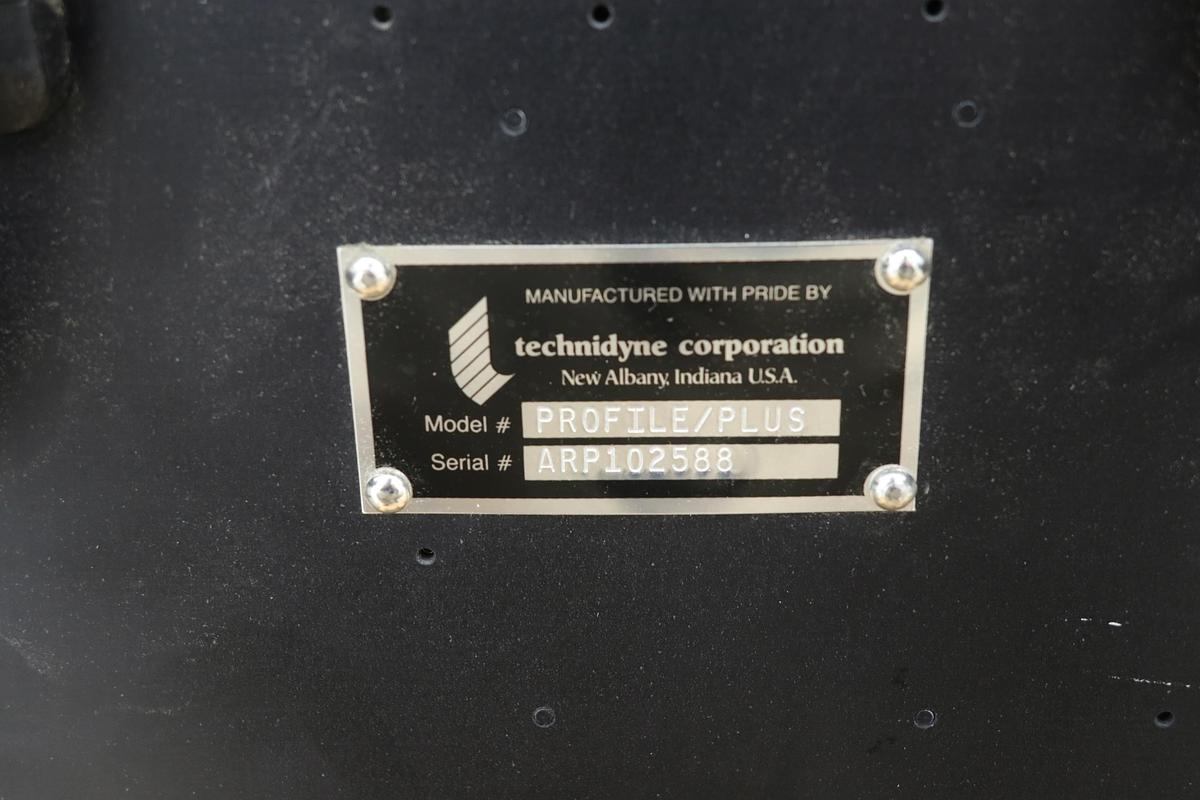 MANUFACTURED WITH PRIDE BY
technidyne corporation
New Albany, Indiana U.S.A.
Model # PROFILE/PLUS
Serial # ARP102588